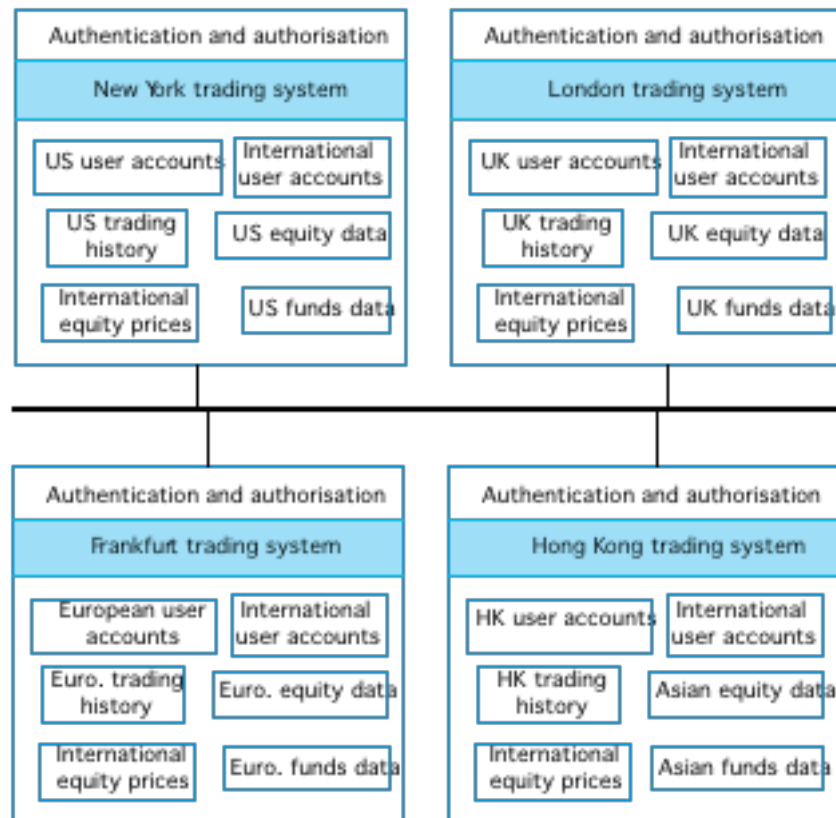 Authentication and authorisation
New York trading system
US user accounts
International
user accounts
US trading
history
US equity data
International
equity prices
US funds data
Authentication and authorisation
London trading system
UK user accounts
International
user accounts
UK trading
history
UK equity data
International
equity prices
UK funds data
Authentication and authorisation
Frankfurt trading system
European user
accounts
International
user accounts
Euro. trading
history
Euro. equity data
International
equity prices
Euro. funds data
Authentication and authorisation
Hong Kong trading system
HK user accounts
International
user accounts
HK trading
history
Asian equity data
International
equity prices
Asian funds data